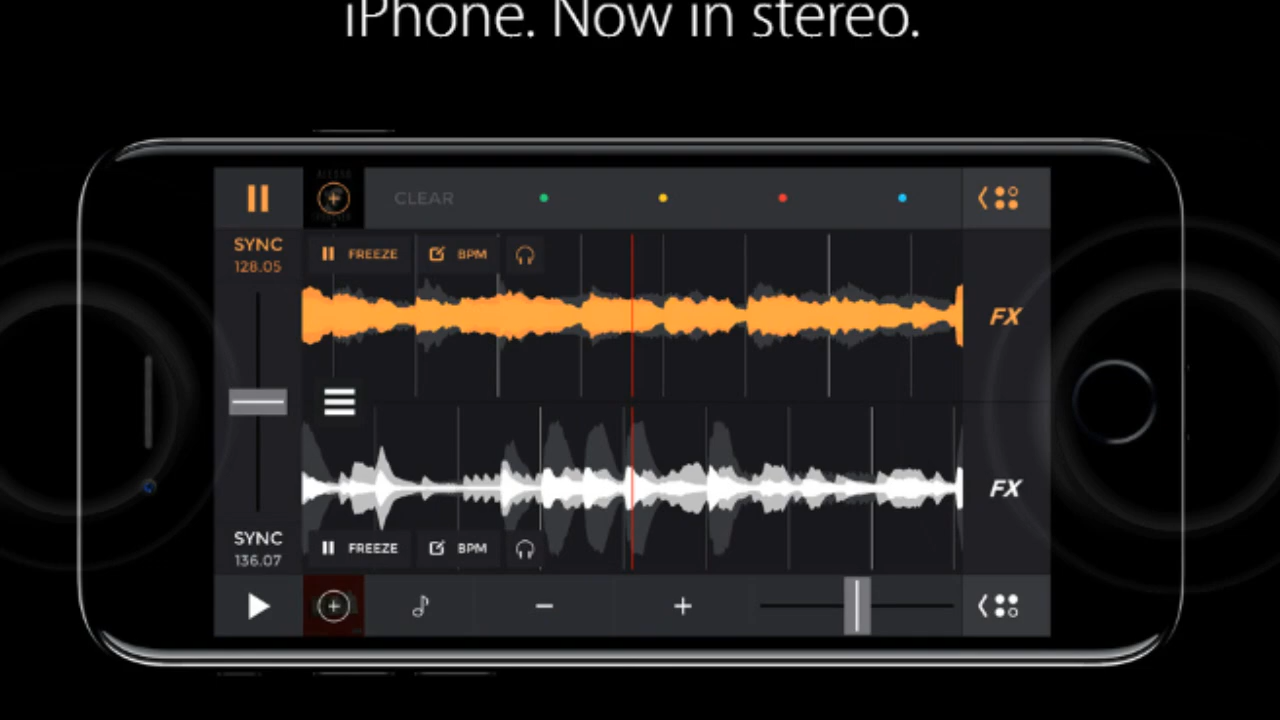 iPhone. Now in stereo.
CLEAR
SYNC
128.05
FREEZE
BPM
FX
FX
SYNC
136.07
FREEZE
BPM